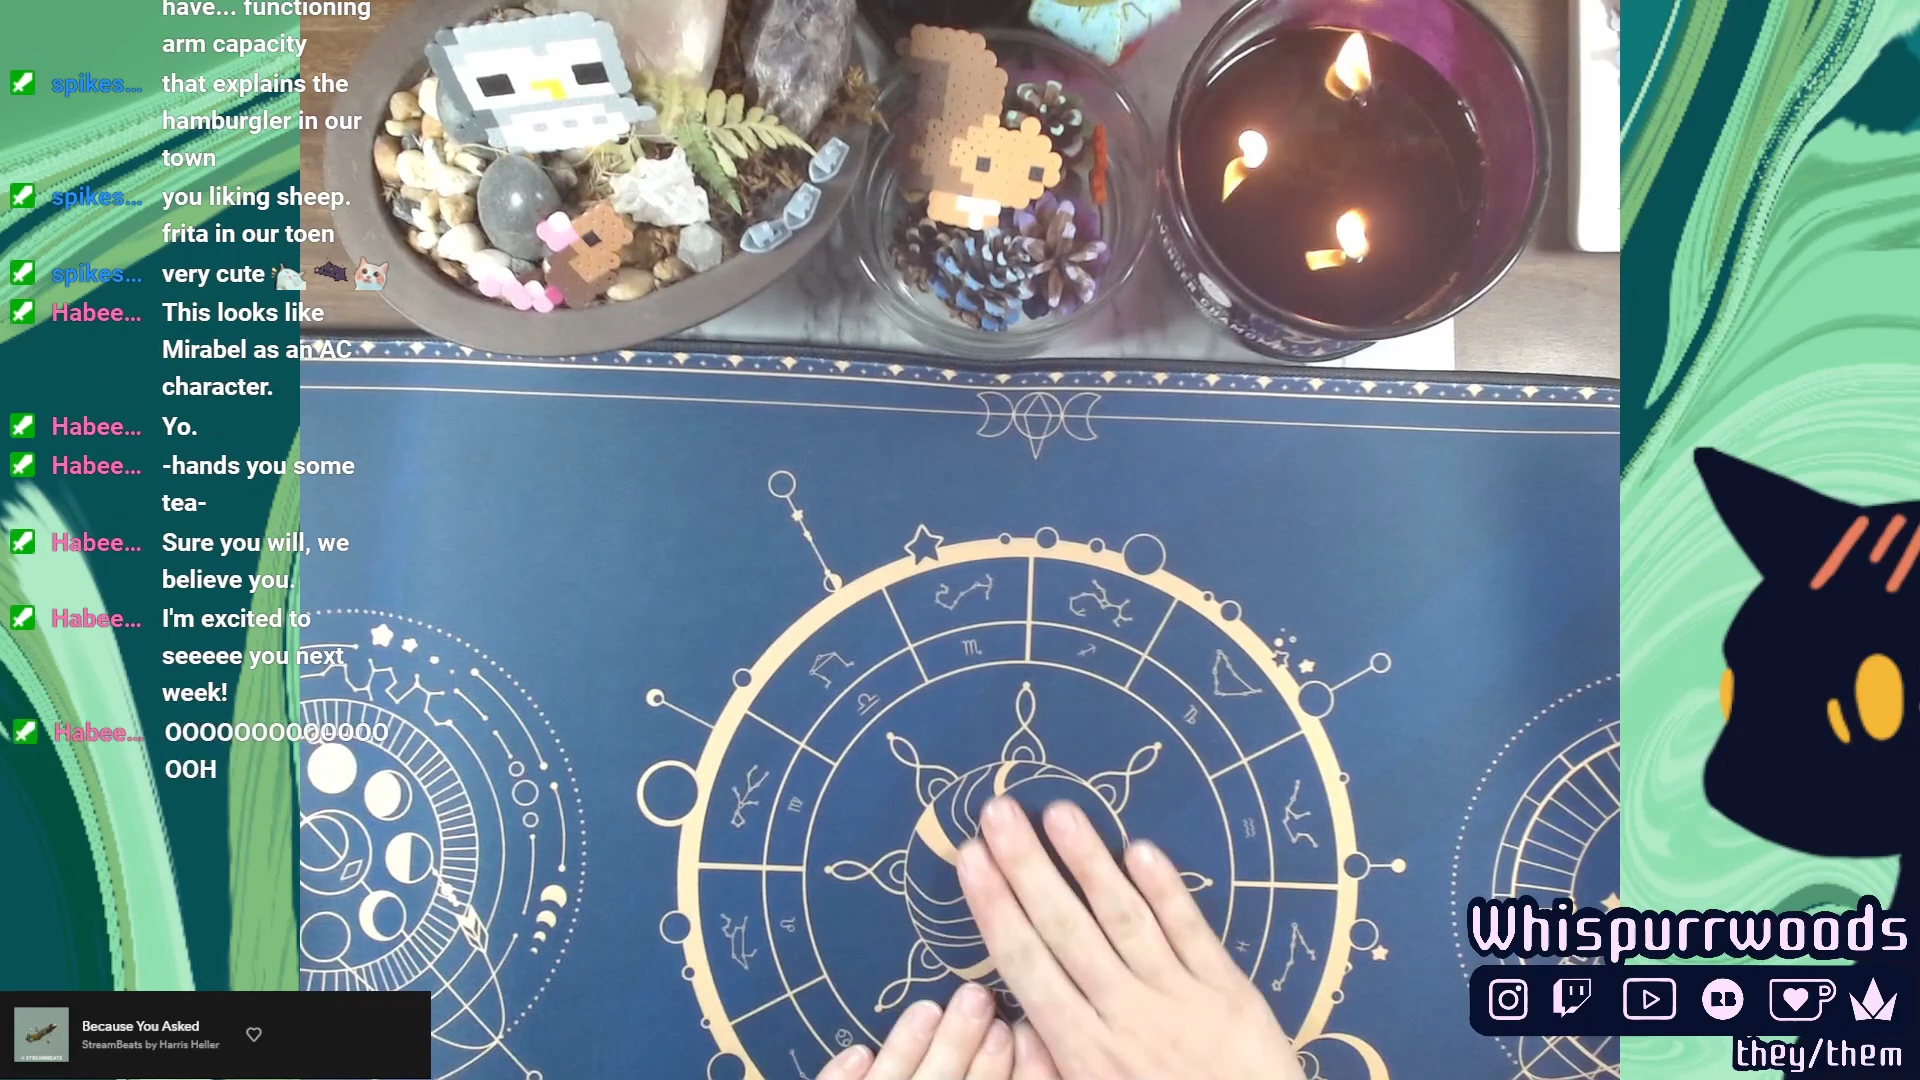 have... functioning
arm capacity
spikes... that explains the
hamburgler in our
town
spikes... you liking sheep.
frita in our toen
spikes... very cute
Habee... This looks like
Mirabel as an AC
character.
Habee... Yo.
Habee... -hands you some
tea-
Habee... Sure you will, we
believe you.
Habee... I'm excited to
seeeee you next
week!
Habee... OOOOOOOOOOOOO
OOH
Whispurrwoods
they/them
Because You Asked
StreamBeats by Harris Heller